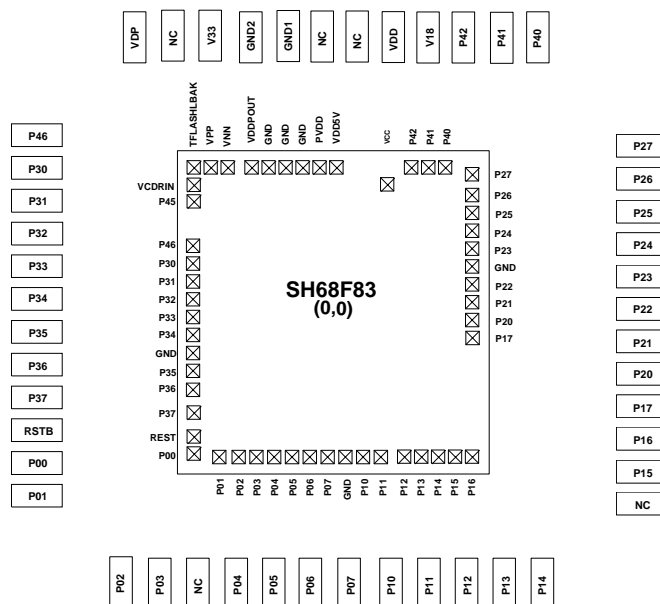 VDP NC V33 GND2 GND1 NC NC VDD V18 P42 P41 P40
TFLASHLBAK VPP VNN VDDPOUT GND GND GND PVDD VDD5V VCC P42 P41 P40
P46
P30
P31
P32
P33
P34
P35
P36
P37
RSTB
P00
P01
VCDRIN
P45
P46
P30
P31
P32
P33
P34
GND
P35
P36
P37
REST
P00
SH68F83
(0,0)
P27
P26
P25
P24
P23
GND
P22
P21
P20
P17
P27
P26
P25
P24
P23
P22
P21
P20
P17
P16
P15
NC
P01 P02 P03 P04 P05 P06 P07 GND P10 P11 P12 P13 P14 P15 P16
P02 P03 NC P04 P05 P06 P07 P10 P11 P12 P13 P14